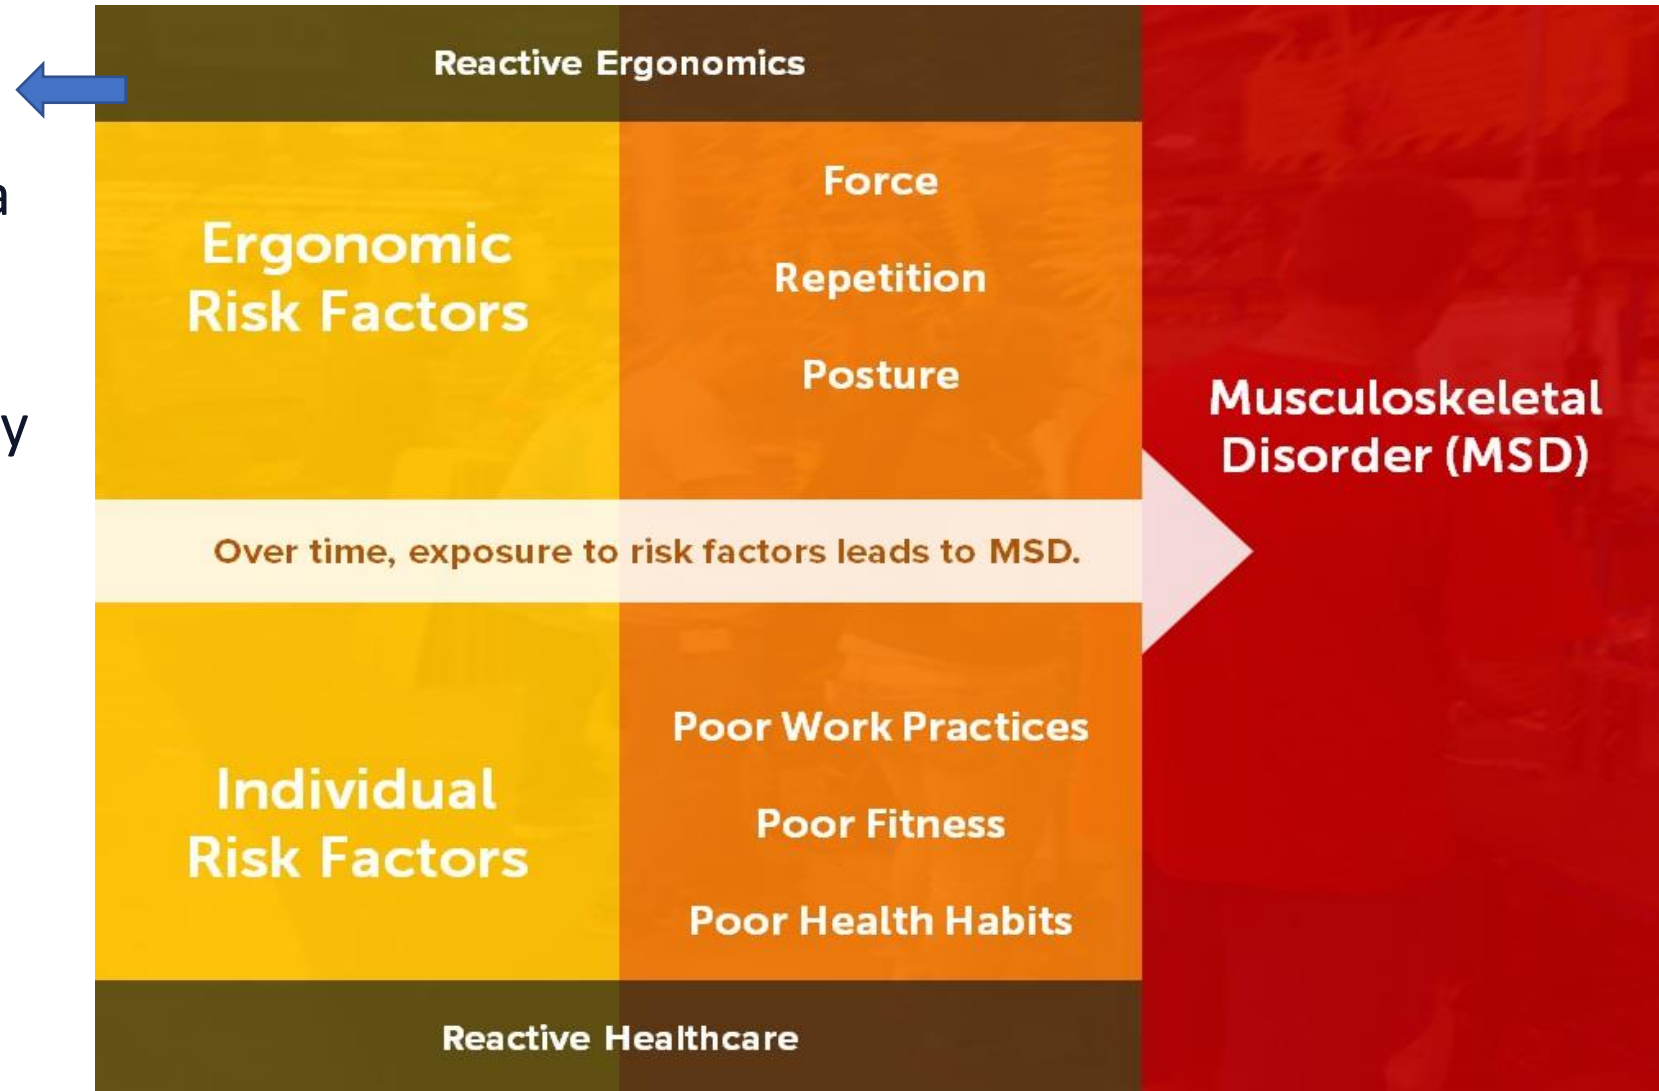 Reactive Ergonomics
a
y
Ergonomic
Risk Factors
Force
Repetition
Posture
Musculoskeletal
Disorder (MSD)
Over time, exposure to risk factors leads to MSD.
Individual
Risk Factors
Poor Work Practices
Poor Fitness
Poor Health Habits
Reactive Healthcare